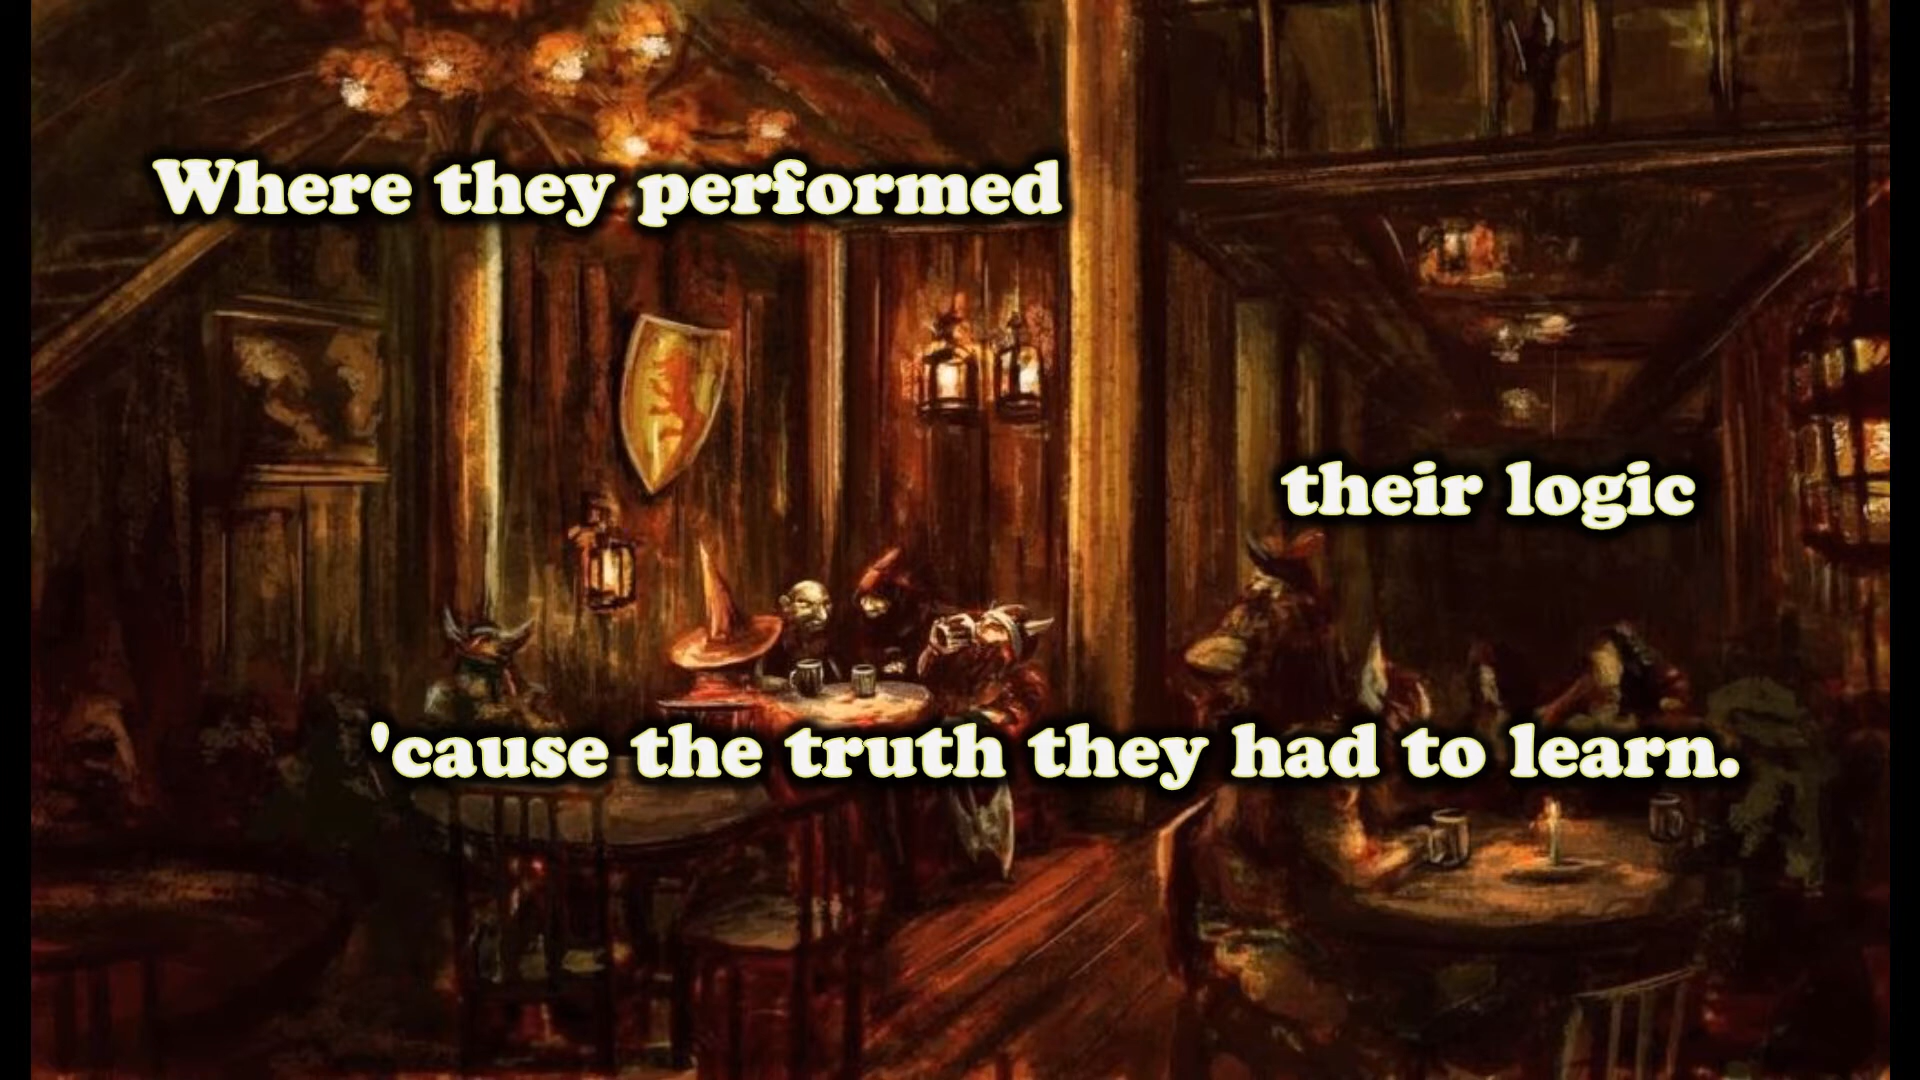 Where they performed
their logic
'cause the truth they had to learn.